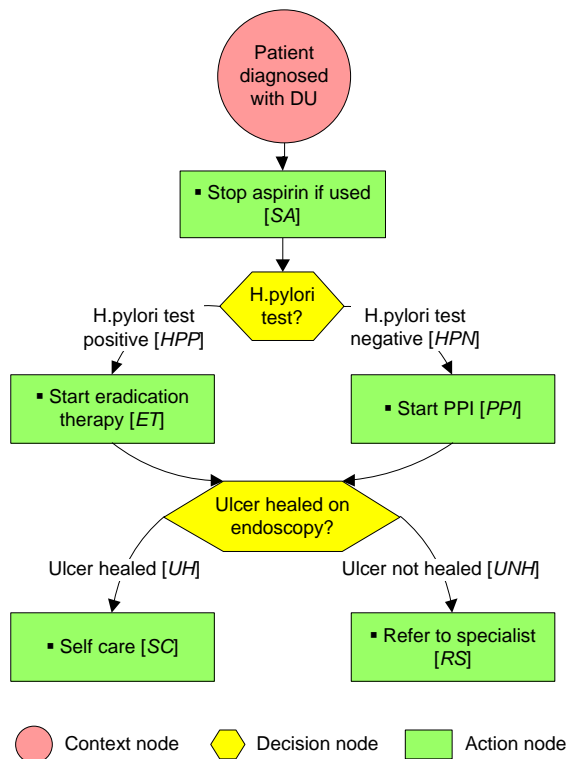 Patient
diagnosed
with DU
▪ Stop aspirin if used
[SA]
H.pylori
test?
H.pylori test
positive [HPP]
H.pylori test
negative [HPN]
▪ Start eradication
therapy [ET]
▪ Start PPI [PPI]
Ulcer healed on
endoscopy?
Ulcer healed [UH]
Ulcer not healed [UNH]
▪ Self care [SC]
▪ Refer to specialist
[RS]
Context node
Decision node
Action node